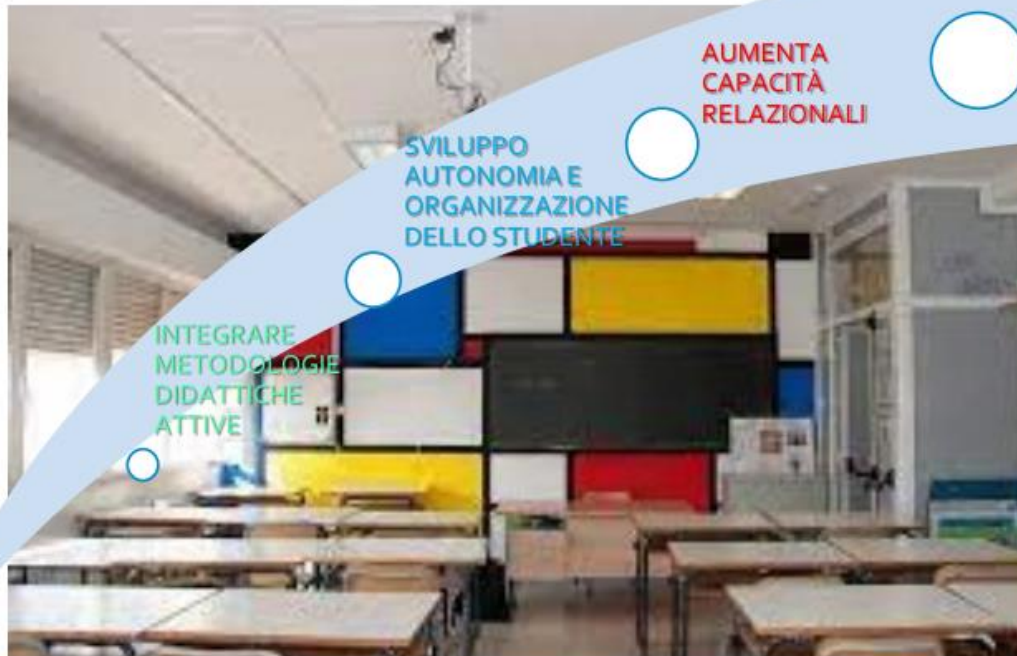 AUMENTA
CAPACITÀ
RELAZIONALI
SVILUPPO
AUTONOMIA E
ORGANIZZAZIONE
DELLO STUDENTE
INTEGRARE
METODOLOGIE
DIDATTICHE
ATTIVE